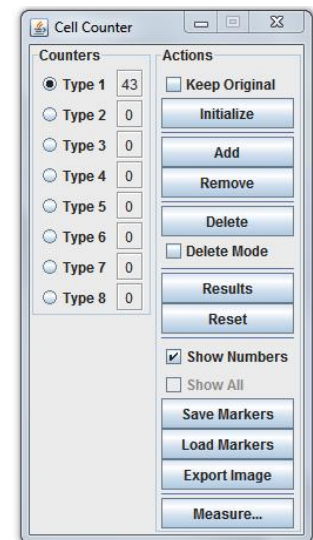 Cell Counter
Counters
Type 1 43
Type 2 0
Type 3 0
Type 4 0
Type 5 0
Type 6 0
Type 7 0
Type 8 0
Actions
Keep Original
Initialize
Add
Remove
Delete
Delete Mode
Results
Reset
Show Numbers
Show All
Save Markers
Load Markers
Export Image
Measure...